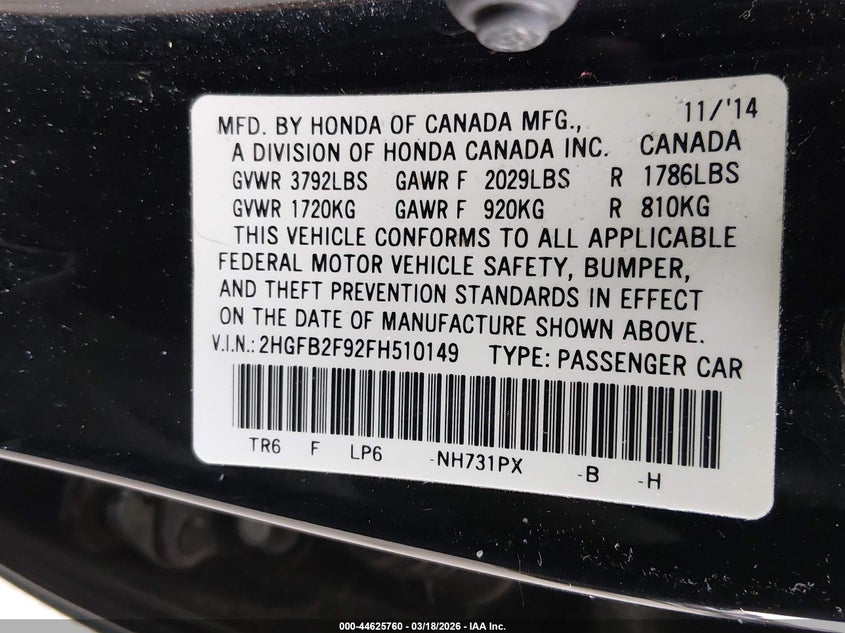 11/'14
MFD. BY HONDA OF CANADA MFG.,
A DIVISION OF HONDA CANADA INC. CANADA
GVWR 3792LBS GAWR F 2029LBS R 1786LBS
GVWR 1720KG GAWR F 920KG R 810KG
THIS VEHICLE CONFORMS TO ALL APPLICABLE
FEDERAL MOTOR VEHICLE SAFETY, BUMPER,
AND THEFT PREVENTION STANDARDS IN EFFECT
ON THE DATE OF MANUFACTURE SHOWN ABOVE.
V.I.N.: 2HGFB2F92FH510149 TYPE: PASSENGER CAR
TR6 F LP6 -NH731PX -B -H
000-44625760 — 03/18/2026 - IAA Inc.